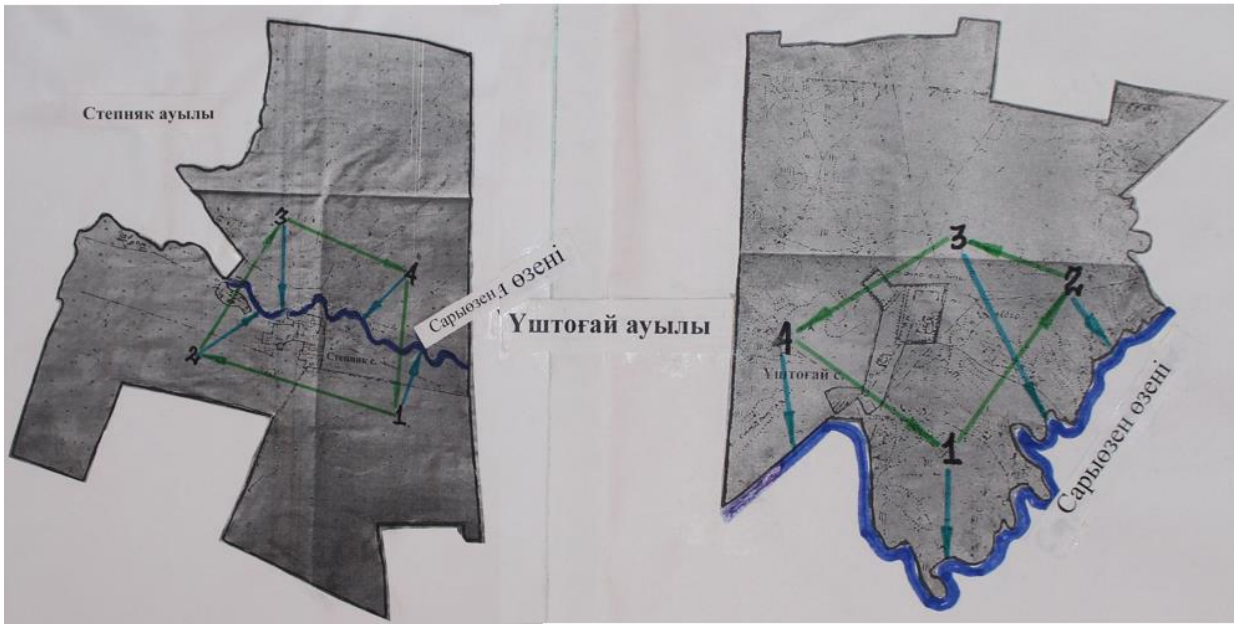 Степняк ауылы
3
4
Сарыөзен
і өзені
2
Степняк с.
1
Үштоғай ауылы
3
2
4
Үштоғай с.
1
Сарыөзен өзені